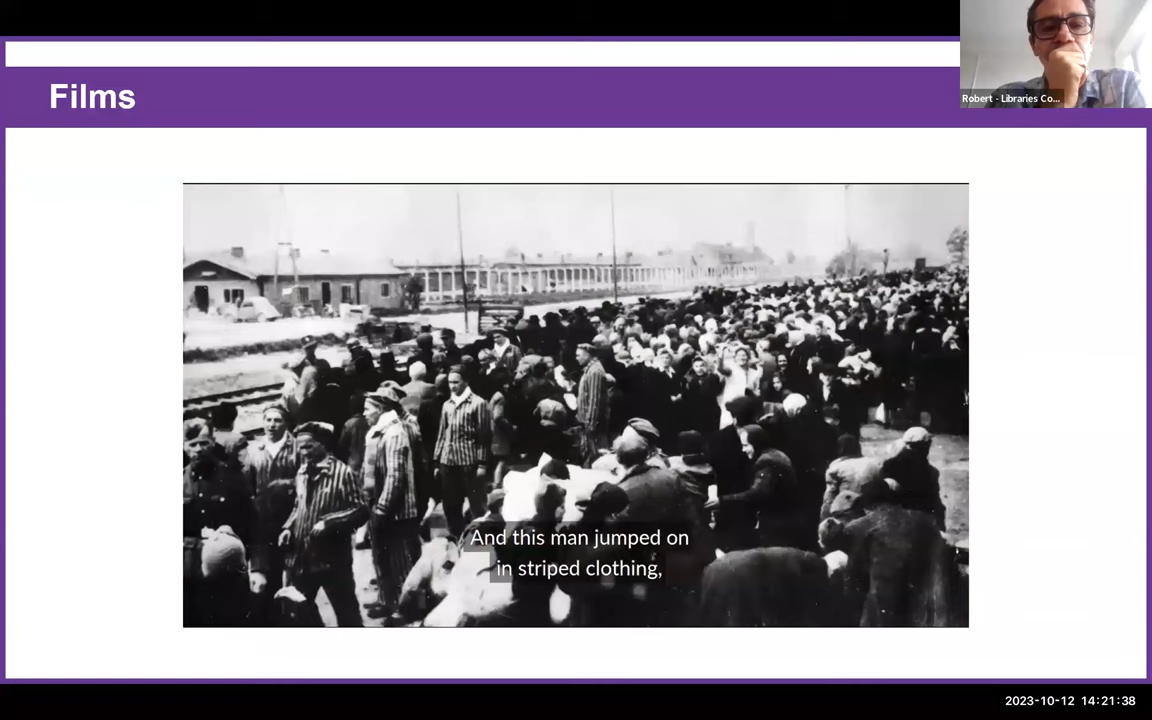 Films
Robert - Libraries Co...
And this man jumped on
in striped clothing,
2023-10-12 14:21:38